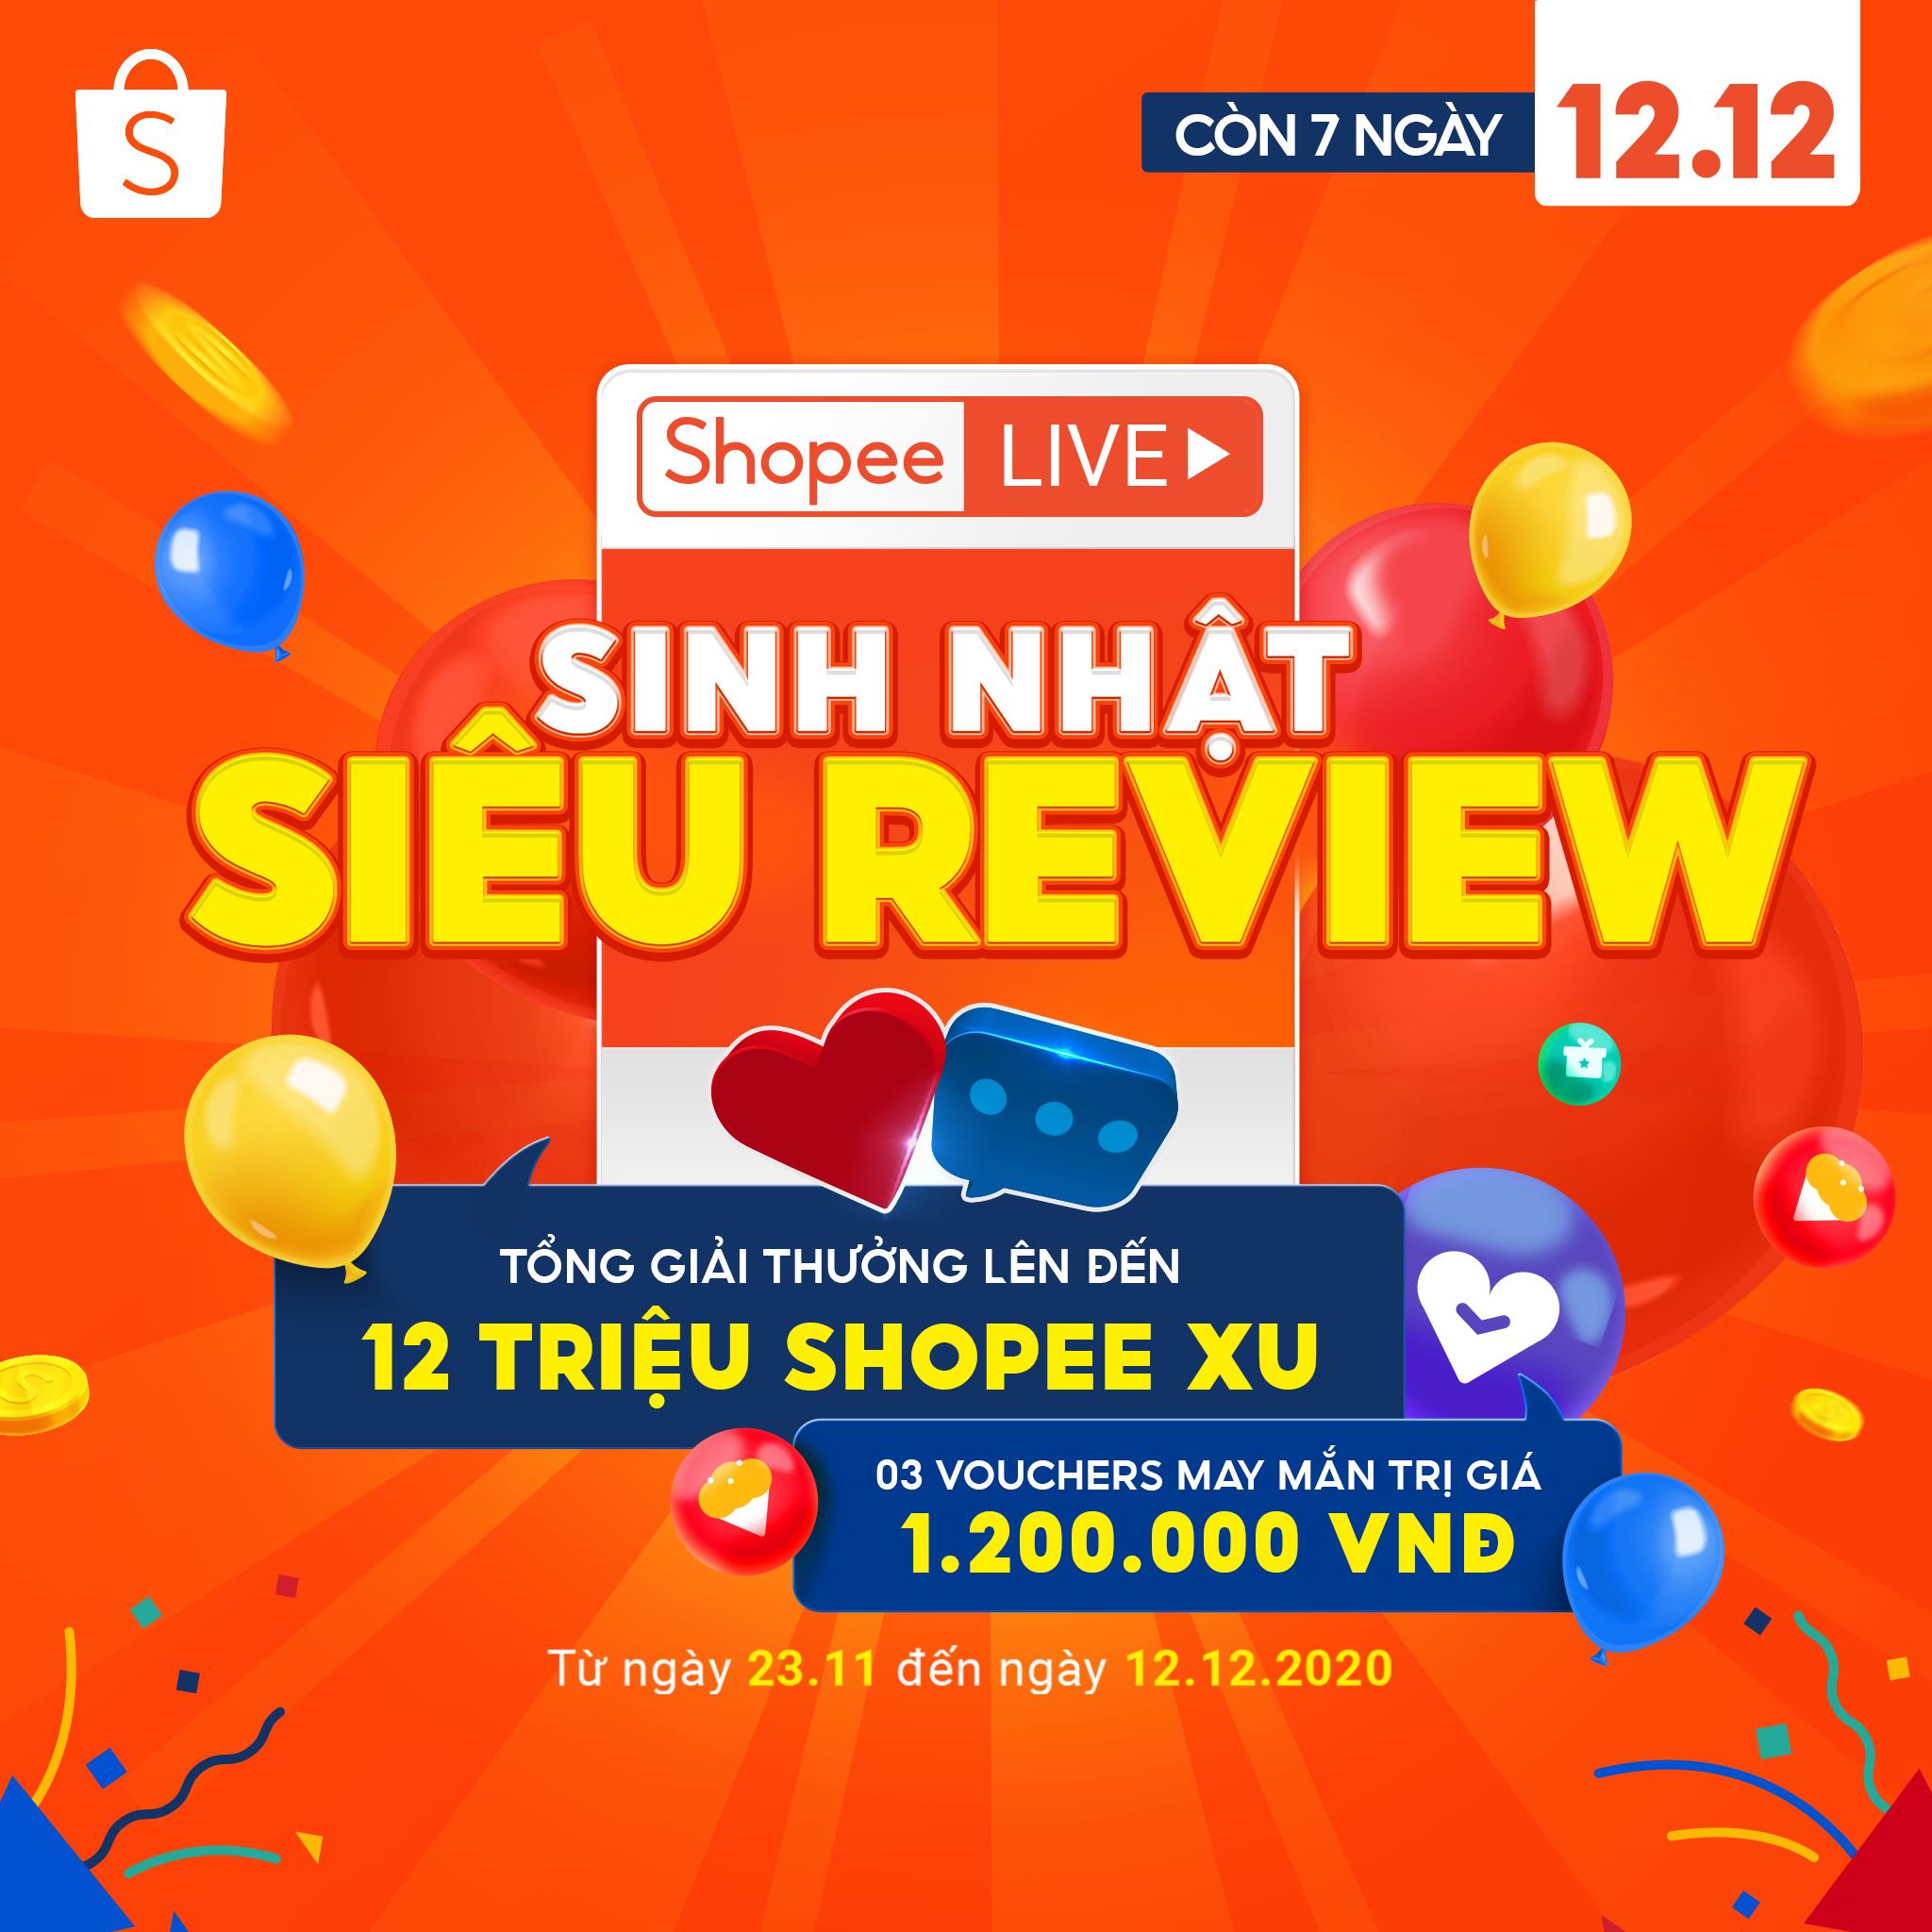 S
CÒN 7 NGÀY 12.12
Shopee LIVE
SINH NHẬT
SIÊU REVIEW
TỔNG GIẢI THƯỞNG LÊN ĐẾN
12 TRIỆU SHOPEE XU
03 VOUCHERS MAY MẮN TRỊ GIÁ
1.200.000 VNĐ
Từ ngày 23.11 đến ngày 12.12.2020